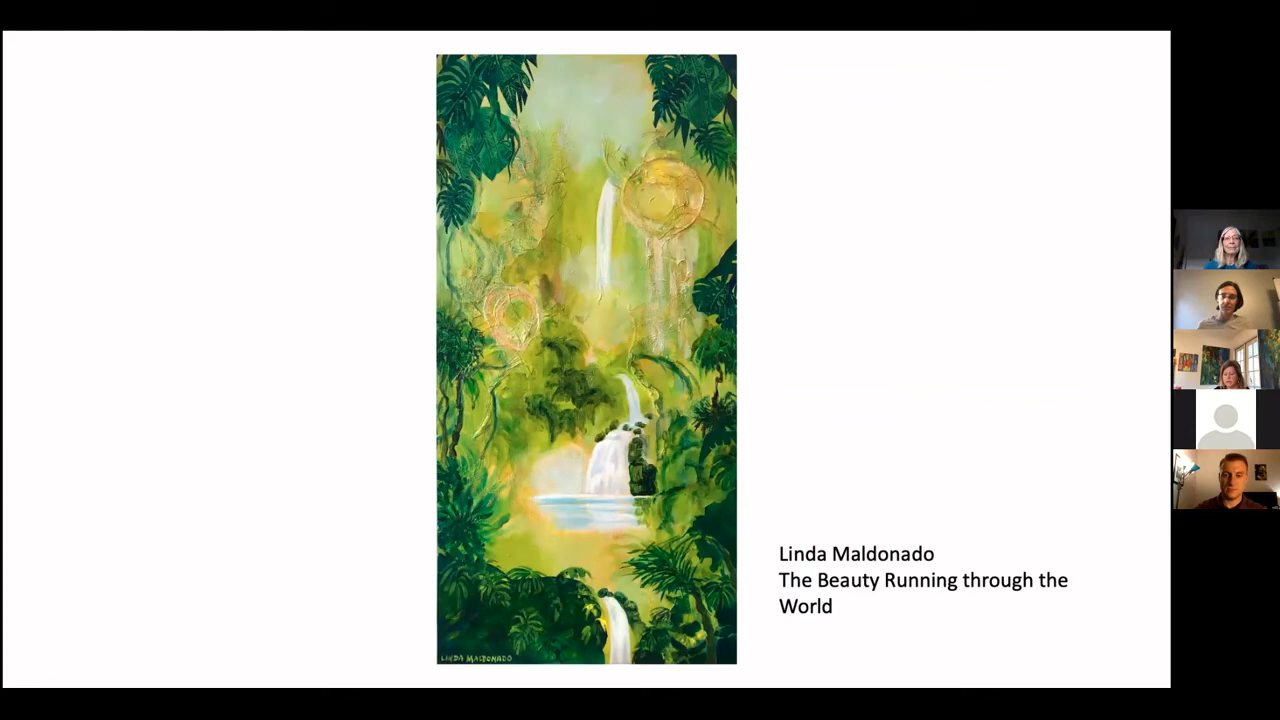 LINDA MALDONADO
Linda Maldonado
The Beauty Running through the
World